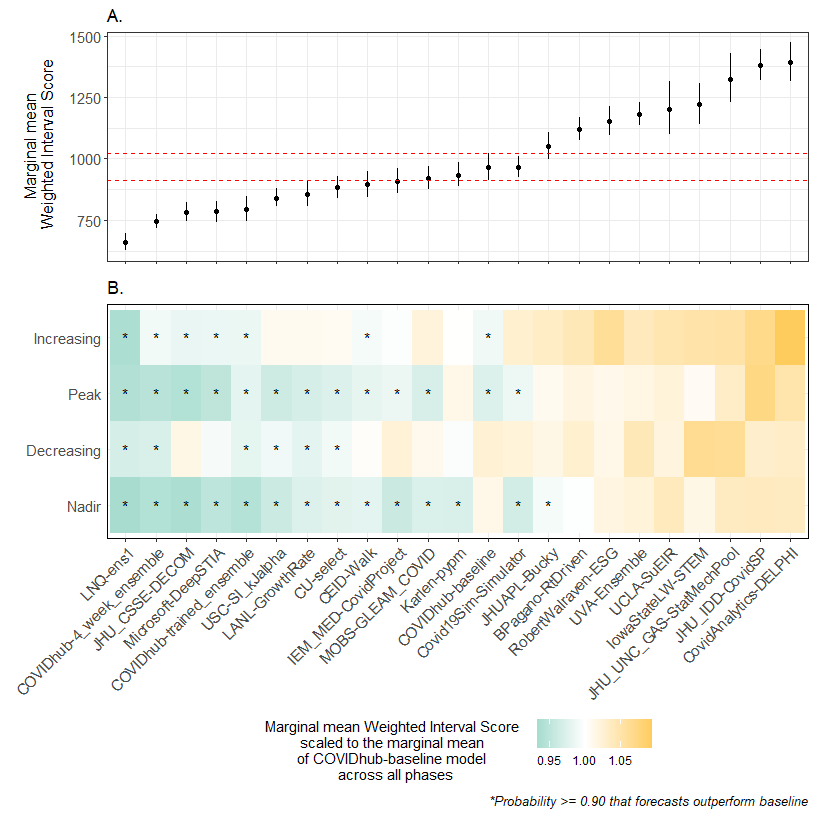 A.
Marginal mean
Weighted Interval Score
1500
1250
1000
750
B.
Increasing
Peak
Decreasing
Nadir
* * * * * * *
* * * * * * * * * * * * *
* * * * * * *
* * * * * * * * * * * * * *
LNQ-ens1
COVIDhub-4_week_ensemble
JHU_CSSE-DECOM
Microsoft-DeepSTIA
COVIDhub-trained_ensemble
USC-SI_kJalpha
LANL-GrowthRate
CU-select
CEID-Walk
IEM_MED-CovidProject
MOBS-GLEAM_COVID
Karlen-pypm
COVIDhub-baseline
Covid19Sim-Simulator
JHUAPL-Bucky
BPagano-RtDriven
RobertWalraven-ESG
UVA-Ensemble
UCLA-SuEIR
IowaStateLW-STEM
JHU_UNC_GAS-StatMechPool
JHU_IDD-CovidSP
CovidAnalytics-DELPHI
Marginal mean Weighted Interval Score
scaled to the marginal mean
of COVIDhub-baseline model
across all phases
0.95 1.00 1.05
*Probability >= 0.90 that forecasts outperform baseline